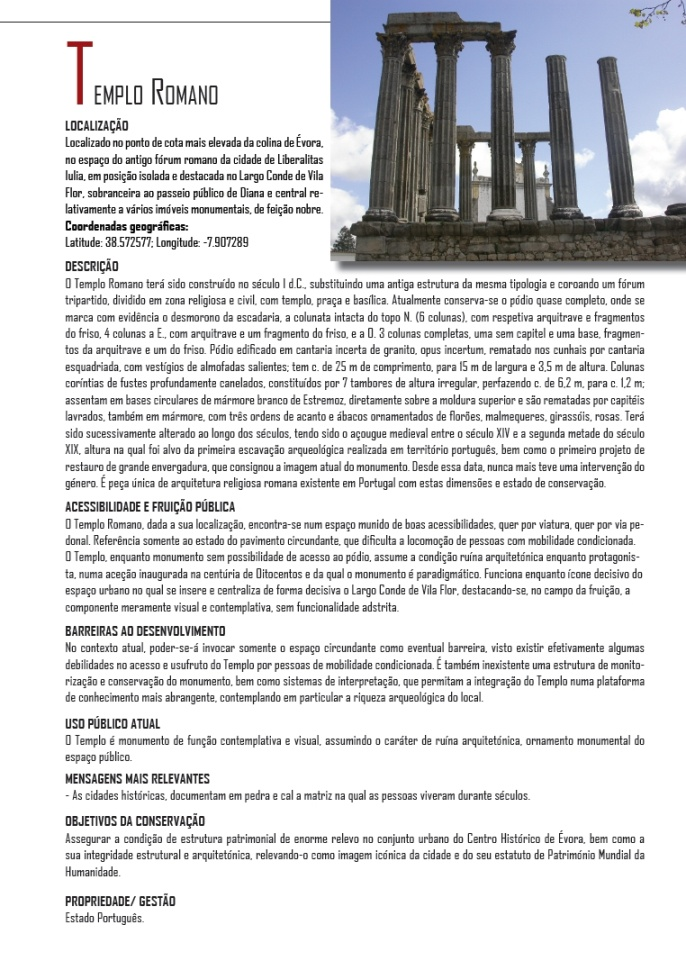 TEMPLO ROMANO
LOCALIZAÇÃO
Localizado no ponto de cota mais elevada da colina de Évora,
no espaço do antigo fórum romano da cidade de Liberalitas
Iulia, em posição isolada e destacada no Largo Conde de Vila
Flor, sobranceira ao passeio público de Diana e central re-
lativamente a vários imóveis monumentais, de feição nobre.
Coordenadas geográficas:
Latitude: 38.572577; Longitude: -7.907289
DESCRIÇÃO
O Templo Romano terá sido construído no século I d.C., substituindo uma antiga estrutura da mesma tipologia e coroando um fórum
tripartido, dividido em zona religiosa e civil, com templo, praça e basílica. Atualmente conserva-se o pódio quase completo, onde se
marca com evidência o desmorono da escadaria, a colunata intacta do topo N. (6 colunas), com respetiva arquitrave e fragmentos
do friso, 4 colunas a E., com arquitrave e um fragmento do friso, e a O. 3 colunas completas, uma sem capitel e uma base, fragmen-
tos da arquitrave e um do friso. Pódio edificado em cantaria incerta de granito, opus incertum, rematado nos cunhais por cantaria
esquadriada, com vestígios de almofadas salientes; tem c. de 25 m de comprimento, para 15 m de largura e 3,5 m de altura. Colunas
coríntias de fustes profundamente canelados, constituídos por 7 tambores de altura irregular, perfazendo c. de 6,2 m, para c. 1,2 m;
assentam em bases circulares de mármore branco de Estremoz, diretamente sobre a moldura superior e são rematadas por capitéis
lavrados, também em mármore, com três ordens de acanto e ábacos ornamentados de florões, malmequeres, girassóis, rosas. Terá
sido sucessivamente alterado ao longo dos séculos, tendo sido o açougue medieval entre o século XIV e a segunda metade do século
XIX, altura na qual foi alvo da primeira escavação arqueológica realizada em território português, bem como o primeiro projeto de
restauro de grande envergadura, que consignou a imagem atual do monumento. Desde essa data, nunca mais teve uma intervenção do
género. É peça única de arquitetura religiosa romana existente em Portugal com estas dimensões e estado de conservação.
ACESSIBILIDADE E FRUIÇÃO PÚBLICA
O Templo Romano, dada a sua localização, encontra-se num espaço munido de boas acessibilidades, quer por viatura, quer por via pe-
donal. Referência somente ao estado do pavimento circundante, que dificulta a locomoção de pessoas com mobilidade condicionada.
O Templo, enquanto monumento sem possibilidade de acesso ao pódio, assume a condição ruína arquitetónica enquanto protagonis-
ta, numa aceção inaugurada na centúria de Oitocentos e da qual o monumento é paradigmático. Funciona enquanto ícone decisivo do
espaço urbano no qual se insere e centraliza de forma decisiva o Largo Conde de Vila Flor, destacando-se, no campo da fruição, a
componente meramente visual e contemplativa, sem funcionalidade adstrita.
BARREIRAS AO DESENVOLVIMENTO
No contexto atual, poder-se-á invocar somente o espaço circundante como eventual barreira, visto existir efetivamente algumas
debilidades no acesso e usufruto do Templo por pessoas de mobilidade condicionada. É também inexistente uma estrutura de monito-
rização e conservação do monumento, bem como sistemas de interpretação, que permitam a integração do Templo numa plataforma
de conhecimento mais abrangente, contemplando em particular a riqueza arqueológica do local.
USO PÚBLICO ATUAL
O Templo é monumento de função contemplativa e visual, assumindo o caráter de ruína arquitetónica, ornamento monumental do
espaço público.
MENSAGENS MAIS RELEVANTES
- As cidades históricas, documentam em pedra e cal a matriz na qual as pessoas viveram durante séculos.
OBJETIVOS DA CONSERVAÇÃO
Assegurar a condição de estrutura patrimonial de enorme relevo no conjunto urbano do Centro Histórico de Évora, bem como a
sua integridade estrutural e arquitetónica, relevando-o como imagem icónica da cidade e do seu estatuto de Património Mundial da
Humanidade.
PROPRIEDADE/ GESTÃO
Estado Português.